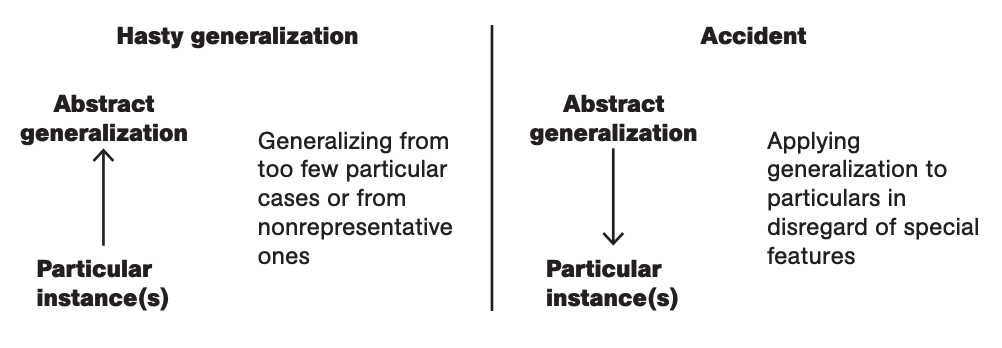 Hasty generalization
Abstract
generalization
Generalizing from
too few particular
cases or from
nonrepresentative
ones
Particular
instance(s)
Accident
Abstract
generalization
Applying
generalization to
particulars in
disregard of special
features
Particular
instance(s)